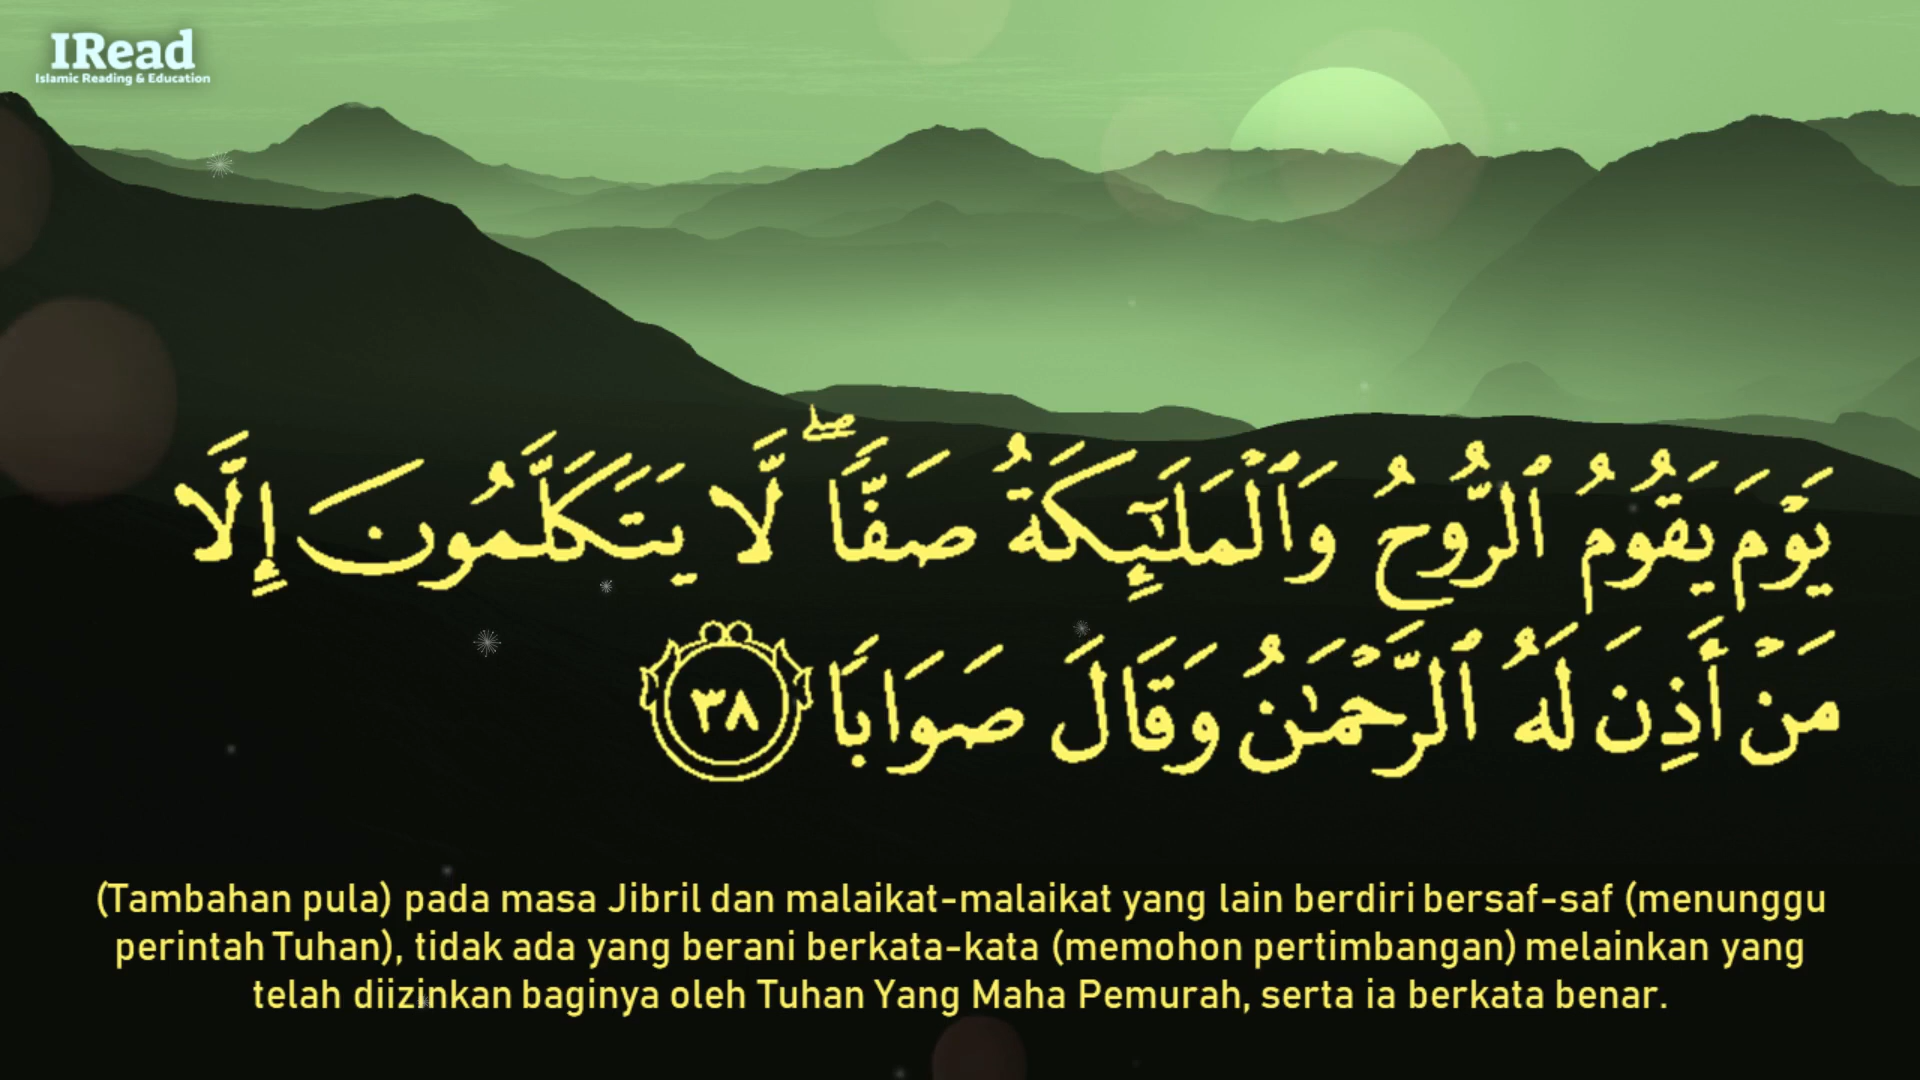 IRead
Islamic Reading & Education
يَوْمَ يَقُومُ ٱلرُّوحُ وَٱلْمَلَـٰٓئِكَةُ صَفًّا ۖ لَّا يَتَكَلَّمُونَ إِلَّا
مَنْ أَذِنَ لَهُ ٱلرَّحْمَـٰنُ وَقَالَ صَوَابًا ٣٨
(Tambahan pula) pada masa Jibril dan malaikat-malaikat yang lain berdiri bersaf-saf (menunggu
perintah Tuhan), tidak ada yang berani berkata-kata (memohon pertimbangan) melainkan yang
telah diizinkan baginya oleh Tuhan Yang Maha Pemurah, serta ia berkata benar.